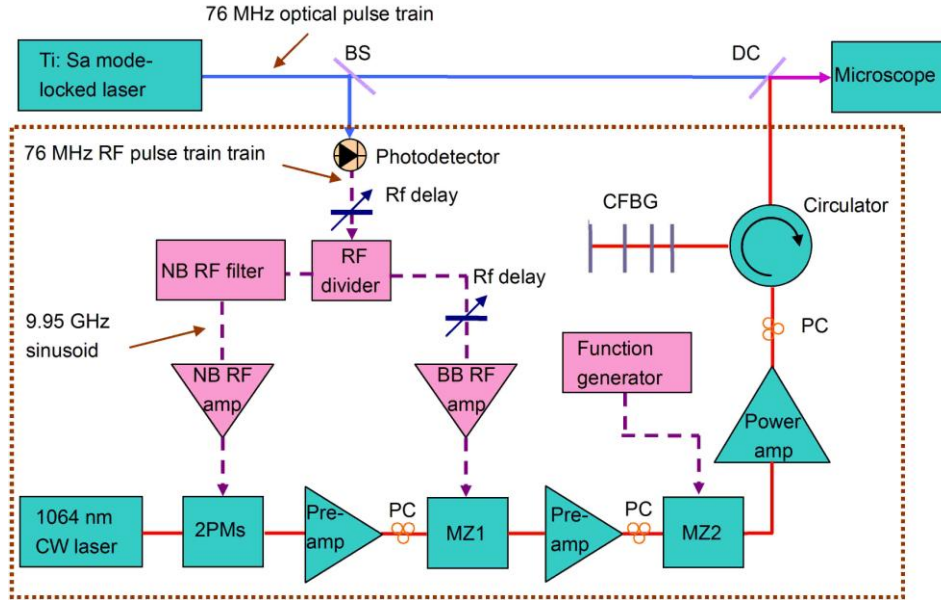 76 MHz optical pulse train
Ti: Sa mode-
locked laser
BS
DC
Microscope
76 MHz RF pulse train train
Photodetector
Rf delay
CFBG
Circulator
NB RF filter
RF
divider
Rf delay
9.95 GHz
sinusoid
PC
Function
generator
NB RF
amp
BB RF
amp
Power
amp
1064 nm
CW laser
2PMs
Pre-
amp
PC
MZ1
Pre-
amp
PC
MZ2